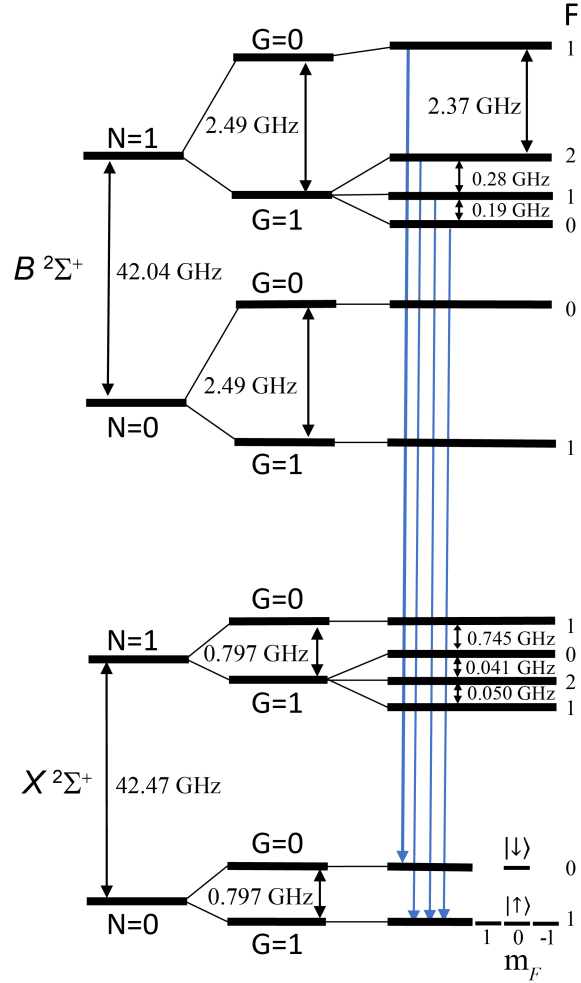 F
G=0
1
2.49 GHz
2.37 GHz
N=1
2
0.28 GHz
1
G=1
0.19 GHz
0
B ²Σ⁺
42.04 GHz
G=0
0
2.49 GHz
N=0
G=1
1
G=0
1
N=1
0.797 GHz
0.745 GHz
0
0.041 GHz
2
G=1
0.050 GHz
1
X ²Σ⁺
42.47 GHz
G=0
|↓⟩
0
0.797 GHz
N=0
|↑⟩
1
G=1
1 0 -1
m_F